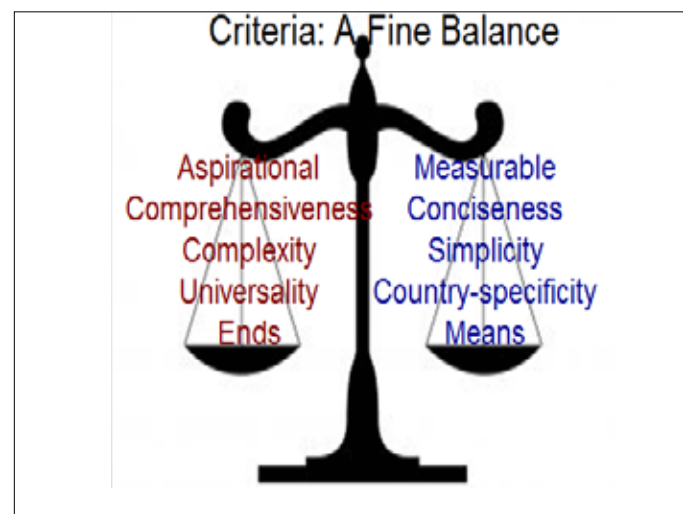 Criteria: A Fine Balance
Aspirational
Comprehensiveness
Complexity
Universality
Ends
Measurable
Conciseness
Simplicity
Country-specificity
Means